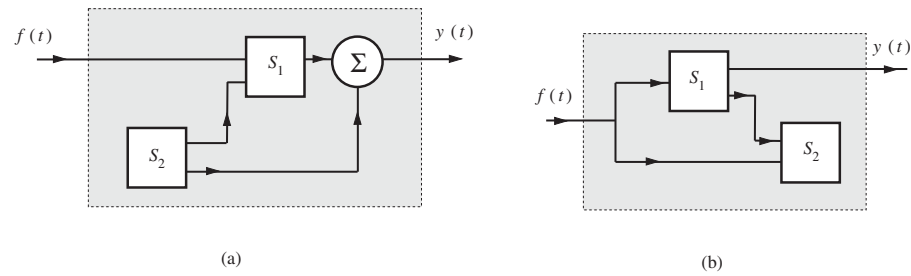 f (t)
S1
Σ
y (t)
S2
(a)
f (t)
S1
y (t)
S2
(b)